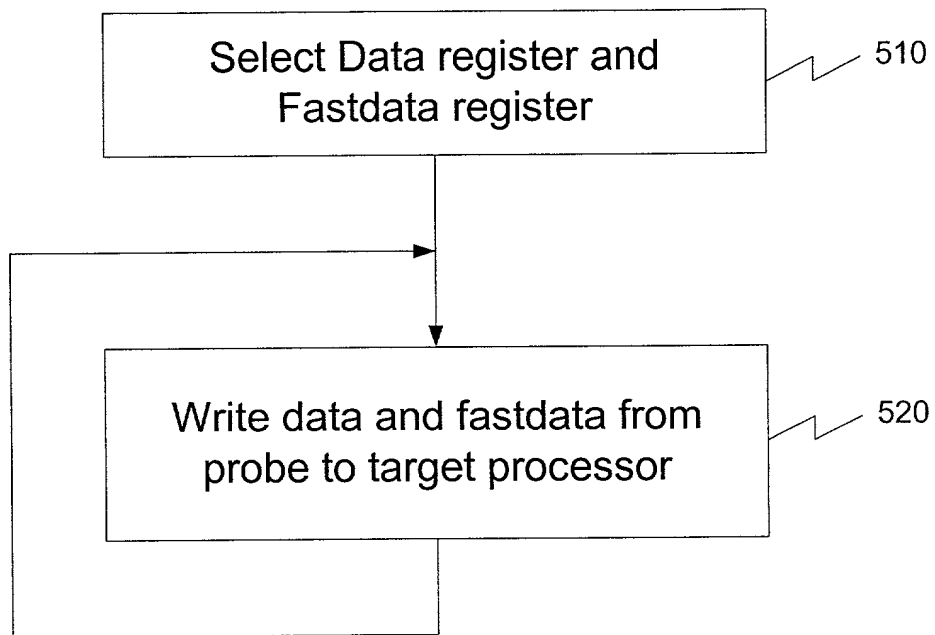 Select Data register and
Fastdata register
510
Write data and fastdata from
probe to target processor
520